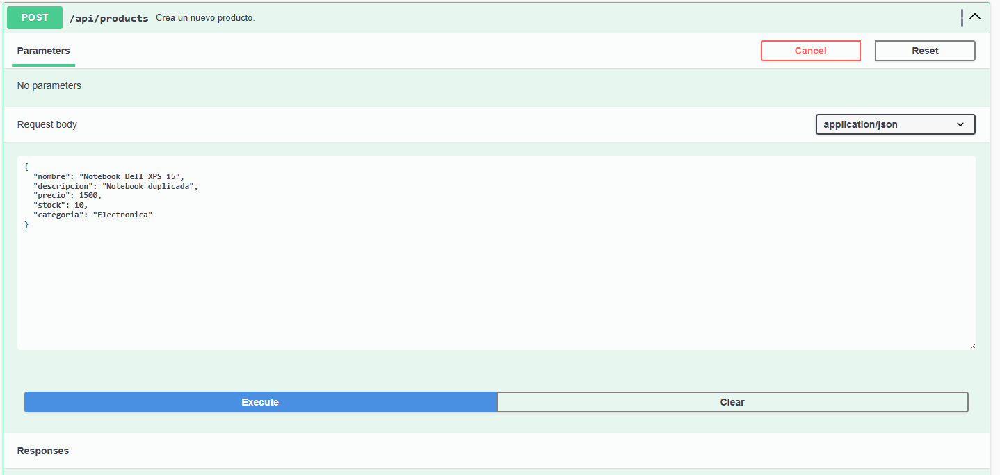 POST /api/products Crea un nuevo producto.
Parameters Cancel Reset
No parameters
Request body application/json
{
  "nombre": "Notebook Dell XPS 15",
  "descripcion": "Notebook duplicada",
  "precio": 1500,
  "stock": 10,
  "categoria": "Electronica"
}
Execute Clear
Responses